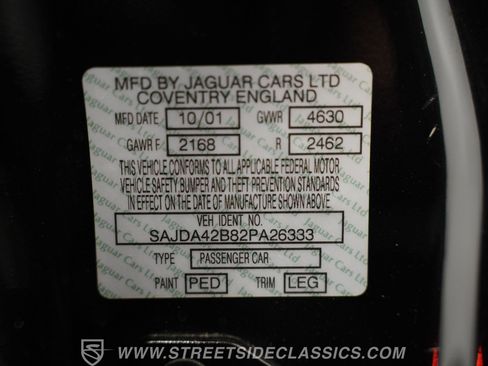 MFD BY JAGUAR CARS LTD
COVENTRY ENGLAND
MFD DATE 10/01 GVWR 4630
GAWR F 2168 R 2462
THIS VEHICLE CONFORMS TO ALL APPLICABLE FEDERAL MOTOR
VEHICLE SAFETY BUMPER AND THEFT PREVENTION STANDARDS
IN EFFECT ON THE DATE OF MANUFACTURE SHOWN ABOVE.
VEH IDENT NO.
SAJDA42B82PA26333
TYPE PASSENGER CAR
PAINT PED TRIM LEG
WWW.STREETSIDECLASSICS.COM